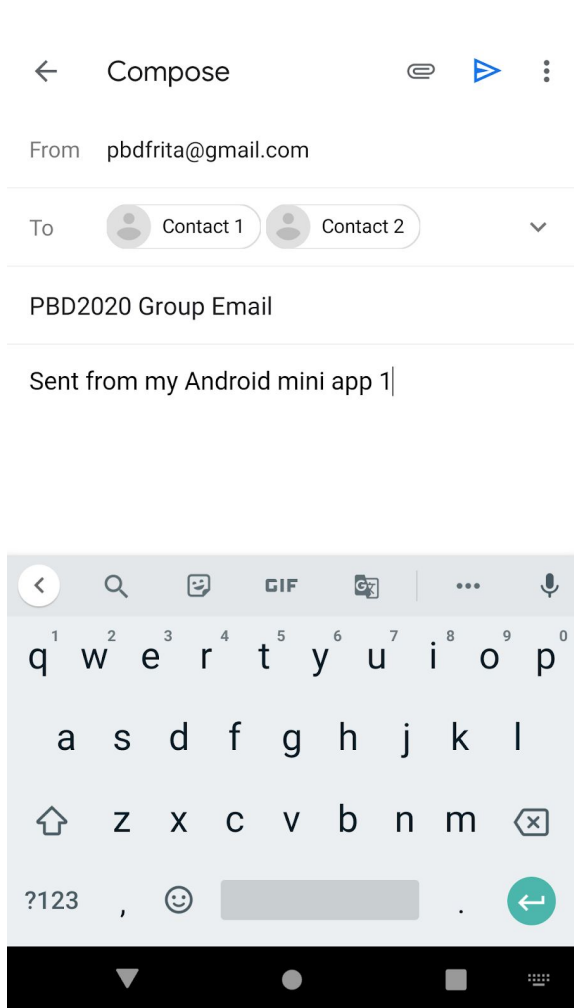 Compose
From pbdfrita@gmail.com
To Contact 1 Contact 2
PBD2020 Group Email
Sent from my Android mini app 1
GIF
1 2 3 4 5 6 7 8 9 0
q w e r t y u i o p
a s d f g h j k l
z x c v b n m
?123 , .